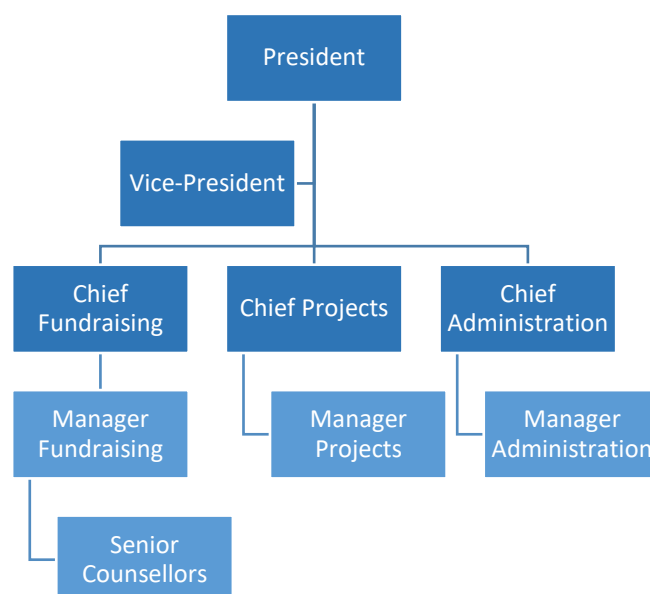 President
Vice-President
Chief
Fundraising
Chief Projects
Chief
Administration
Manager
Fundraising
Manager
Projects
Manager
Administration
Senior
Counsellors